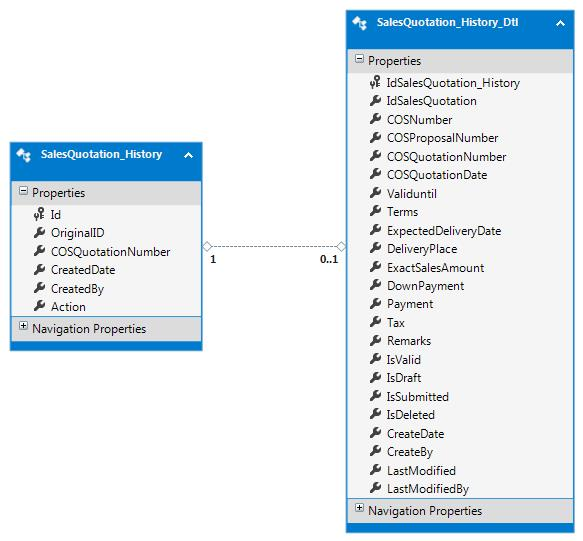 SalesQuotation_History
Properties
Id
OriginalID
COSQuotationNumber
CreatedDate
CreatedBy
Action
Navigation Properties
1
0..1
SalesQuotation_History_Dtl
Properties
IdSalesQuotation_History
IdSalesQuotation
COSNumber
COSProposalNumber
COSQuotationNumber
COSQuotationDate
Validuntil
Terms
ExpectedDeliveryDate
DeliveryPlace
ExactSalesAmount
DownPayment
Payment
Tax
Remarks
IsValid
IsDraft
IsSubmitted
IsDeleted
CreateDate
CreateBy
LastModified
LastModifiedBy
Navigation Properties